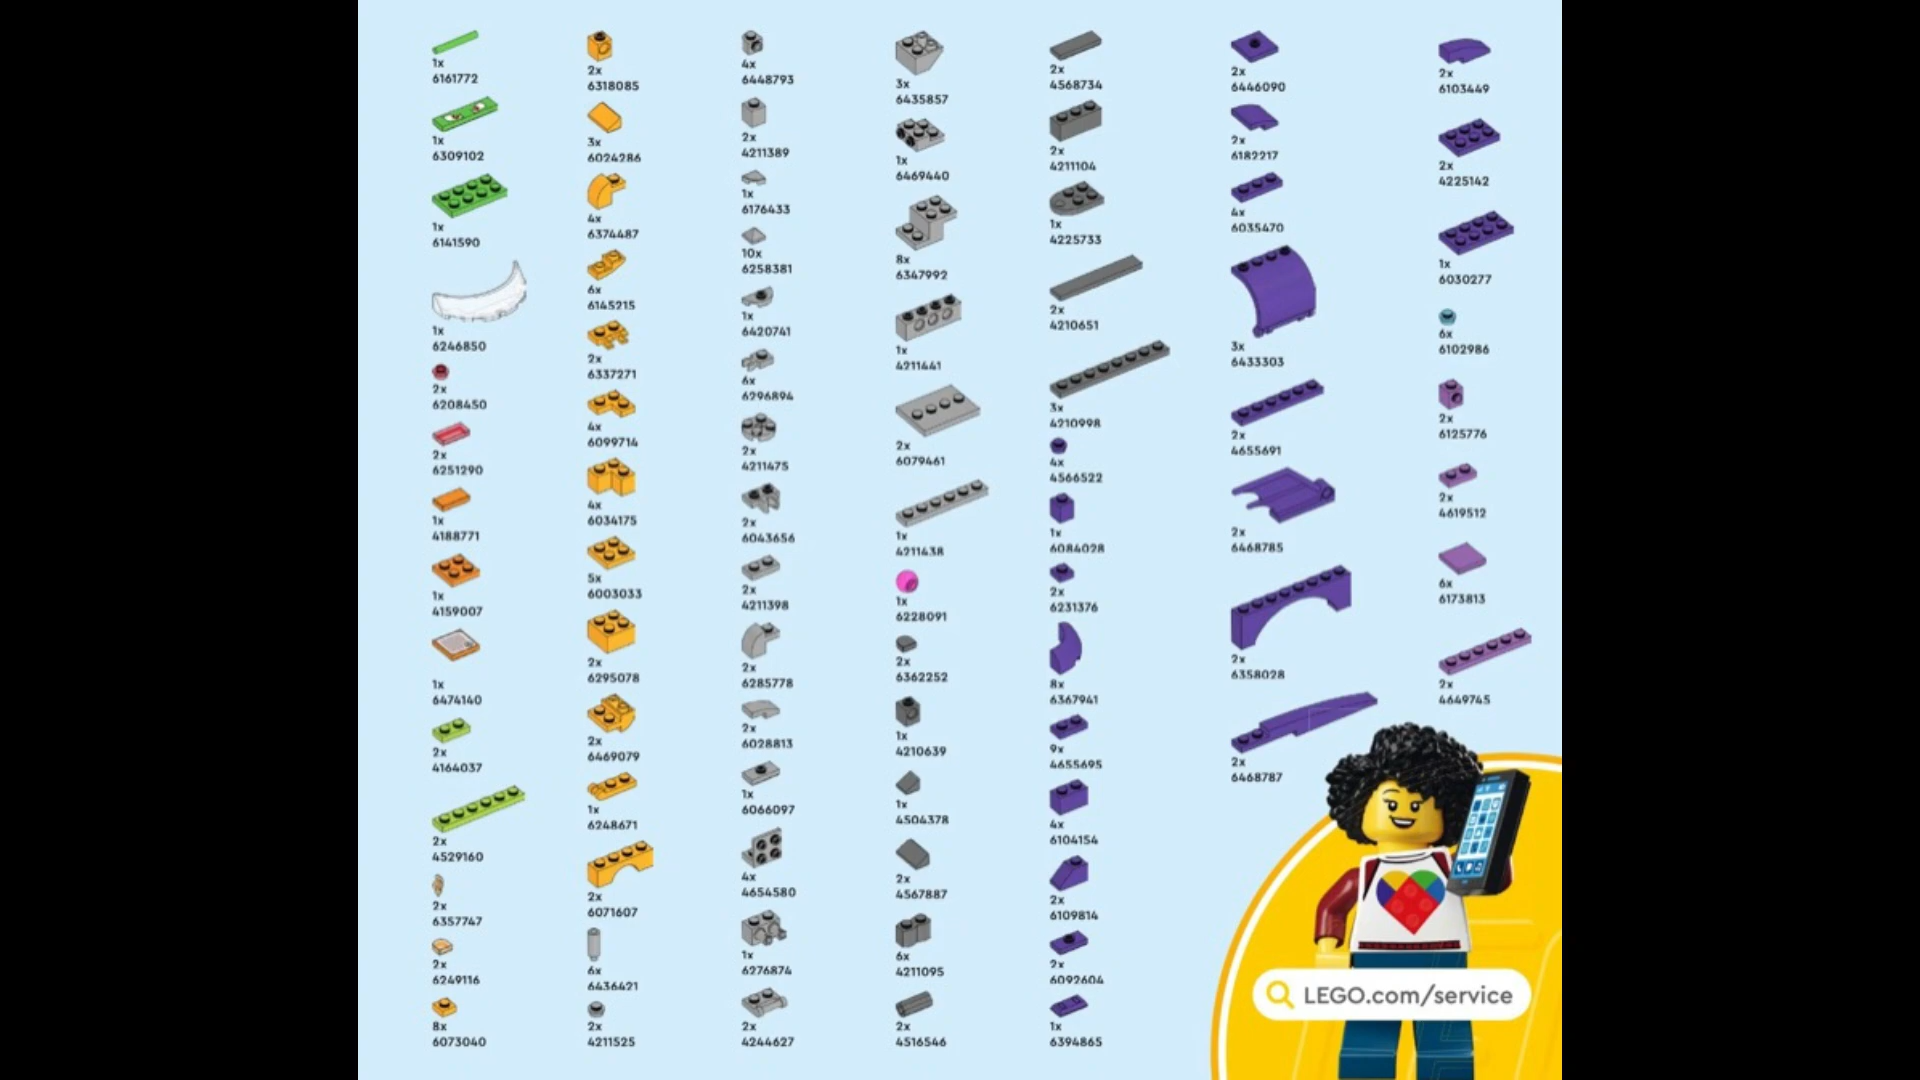 1x
6161772
1x
6309102
1x
6141590
1x
6246850
2x
6208450
2x
6251290
1x
4188771
1x
4159007
1x
6474140
2x
4164037
2x
4529160
2x
6357747
2x
6249116
8x
6073040
2x
6318085
3x
6024286
4x
6374487
6x
6145215
2x
6337271
4x
6099714
4x
6034175
5x
6003033
2x
6295078
2x
6469079
1x
6248671
2x
6071607
6x
6436421
2x
4211525
4x
6448793
2x
4211389
1x
6176433
10x
6258381
1x
6420741
6x
6296894
2x
4211475
2x
6043656
2x
4211398
2x
6285778
2x
6028813
1x
6066097
4x
4654580
1x
6276874
2x
4244627
3x
6435857
1x
6469440
8x
6347992
1x
4211441
2x
6079461
1x
4211438
1x
6228091
2x
6362252
1x
4210639
1x
4504378
2x
4567887
6x
4211095
2x
4516546
2x
4568734
2x
4211104
1x
4225733
2x
4210651
3x
4210998
4x
4566522
1x
6084028
2x
6231376
8x
6367941
9x
4655695
4x
6104154
2x
6109814
2x
6092604
1x
6394865
2x
6446090
2x
6182217
4x
6035470
3x
6433303
2x
4655691
2x
6468785
2x
6358028
2x
6468787
2x
6103449
2x
4225142
1x
6030277
6x
6102986
2x
6125776
2x
4619512
6x
6173813
2x
4649745
LEGO.com/service